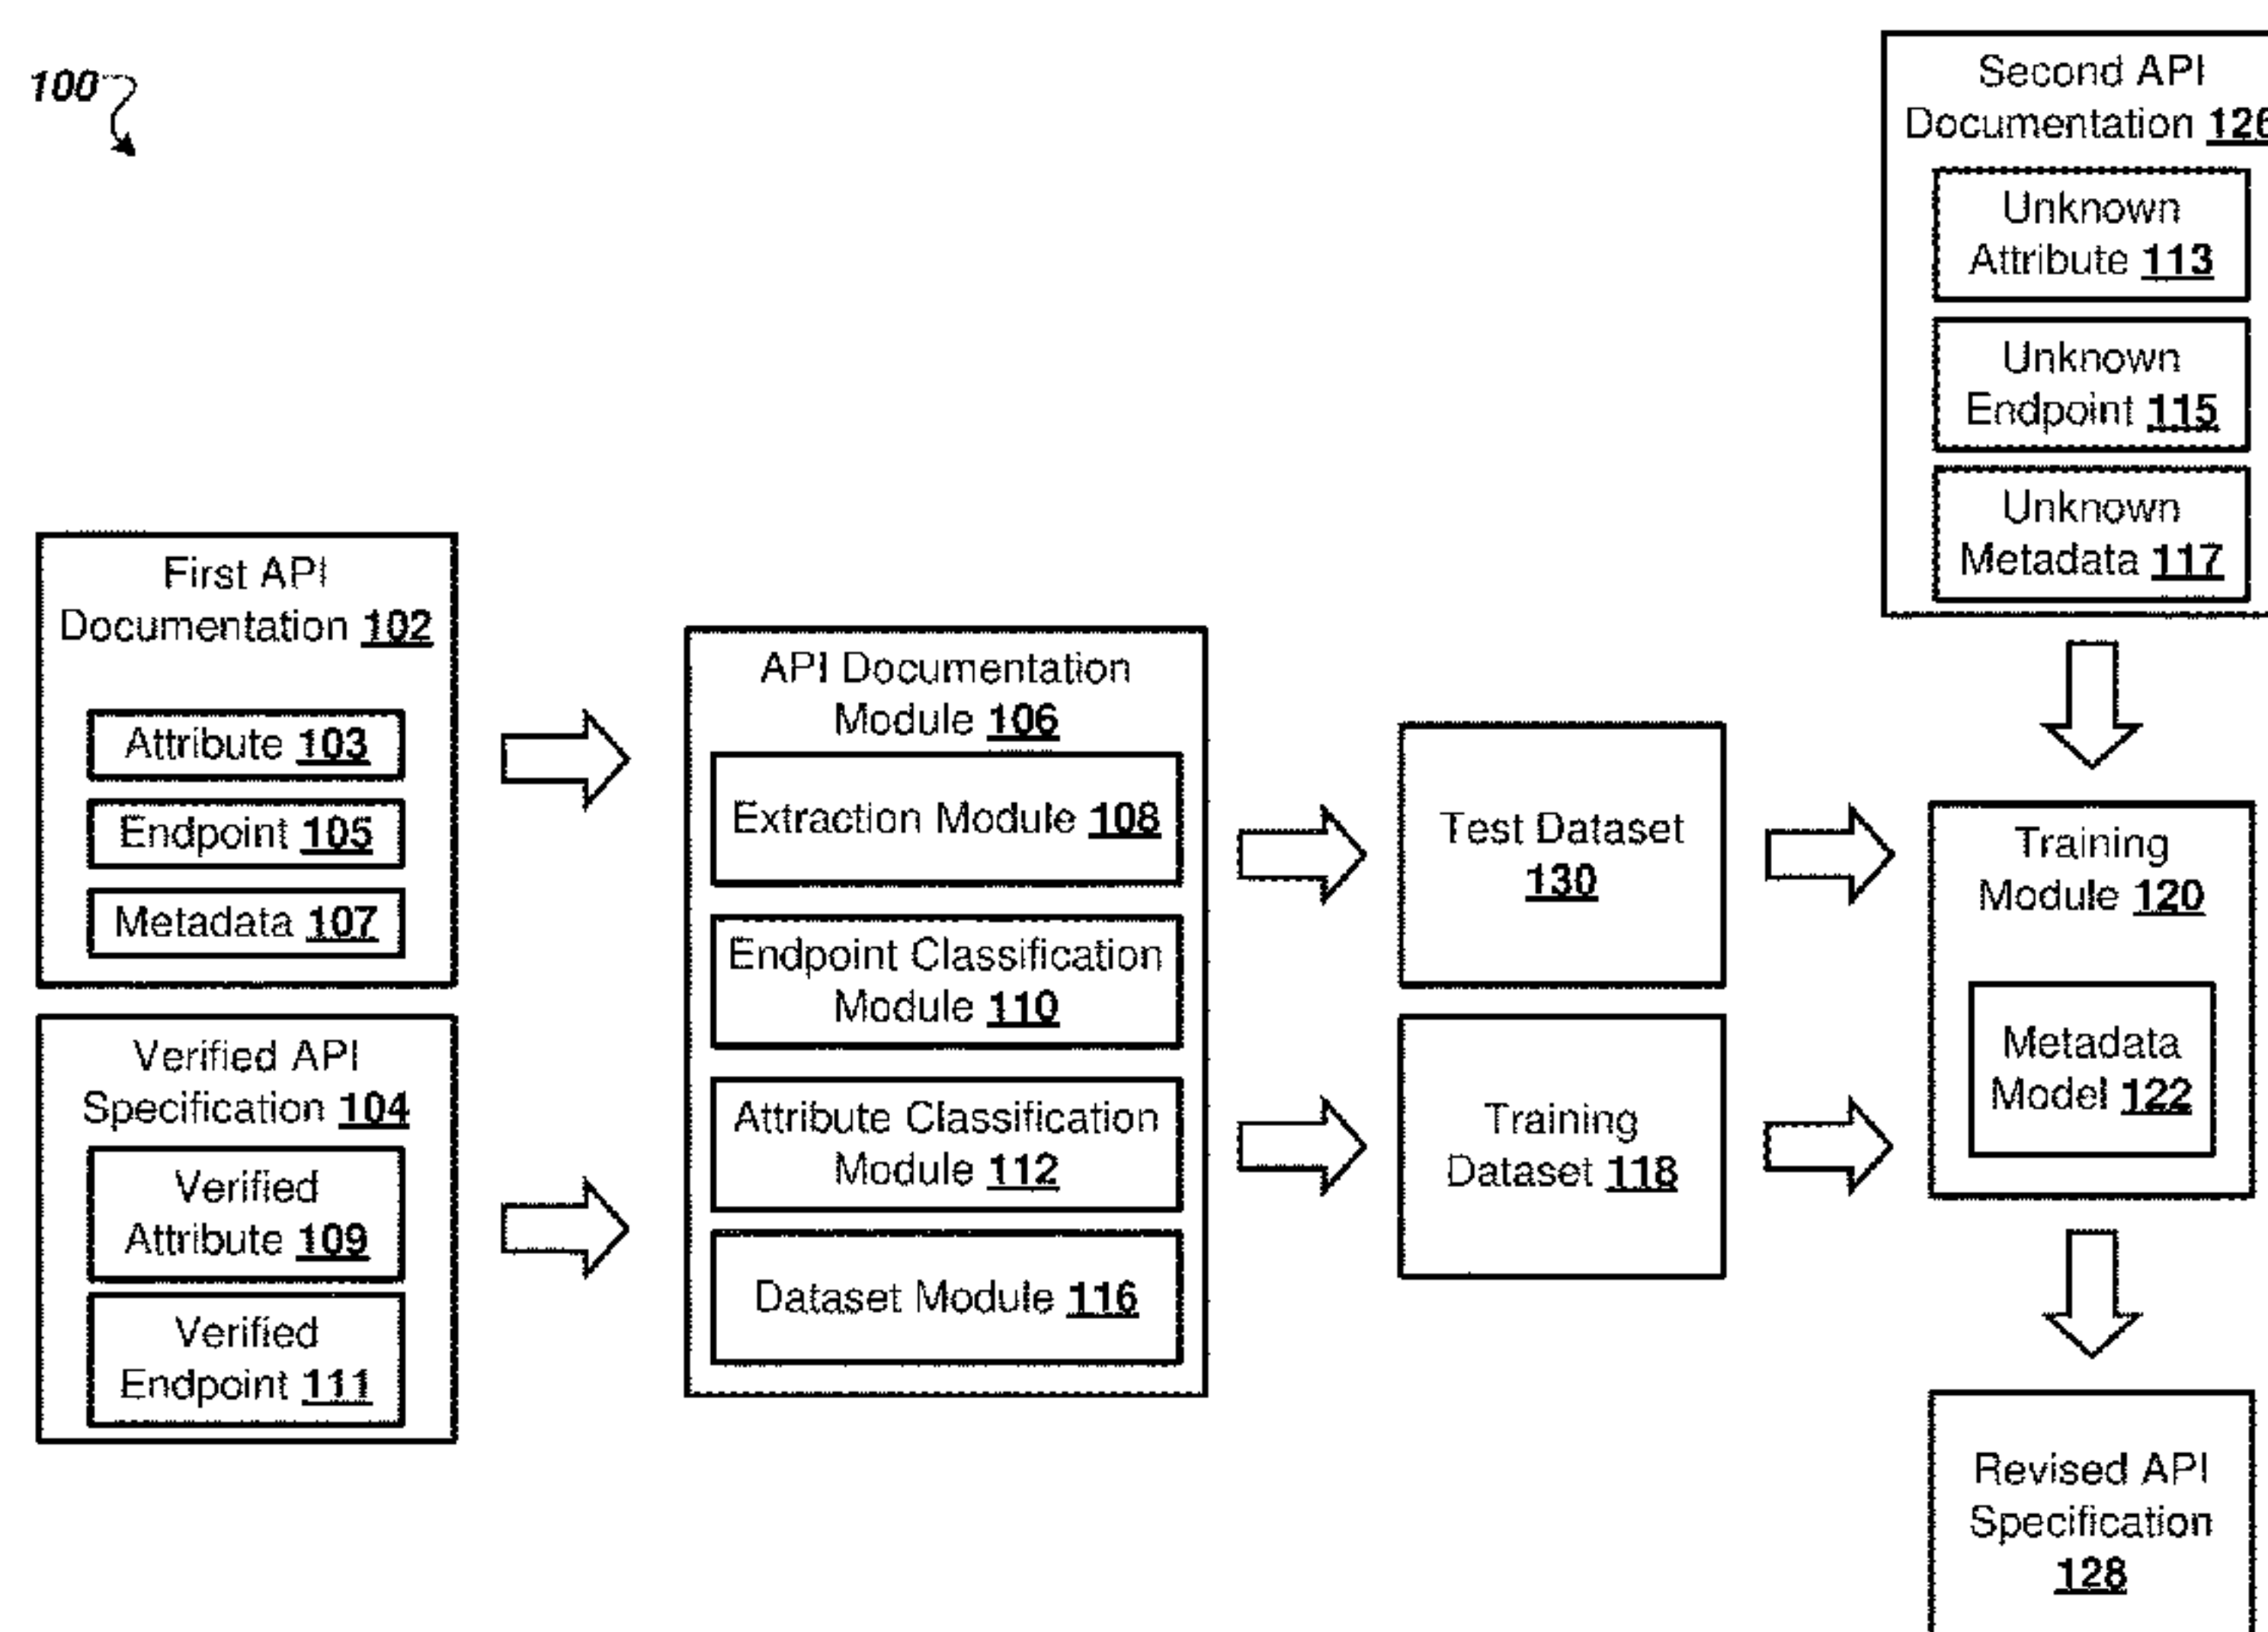 100
Second API
Documentation 126
Unknown
Attribute 113
Unknown
Endpoint 115
Unknown
Metadata 117
First API
Documentation 102
Attribute 103
Endpoint 105
Metadata 107
Verified API
Specification 104
Verified
Attribute 109
Verified
Endpoint 111
API Documentation
Module 106
Extraction Module 108
Endpoint Classification
Module 110
Attribute Classification
Module 112
Dataset Module 116
Test Dataset
130
Training
Dataset 118
Training
Module 120
Metadata
Model 122
Revised API
Specification
128